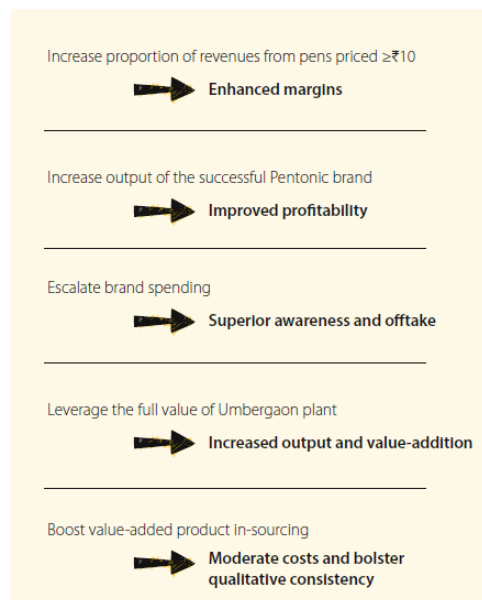 Increase proportion of revenues from pens priced ≥₹10
Enhanced margins
Increase output of the successful Pentonic brand
Improved profitability
Escalate brand spending
Superior awareness and offtake
Leverage the full value of Umbergaon plant
Increased output and value-addition
Boost value-added product in-sourcing
Moderate costs and bolster
qualitative consistency